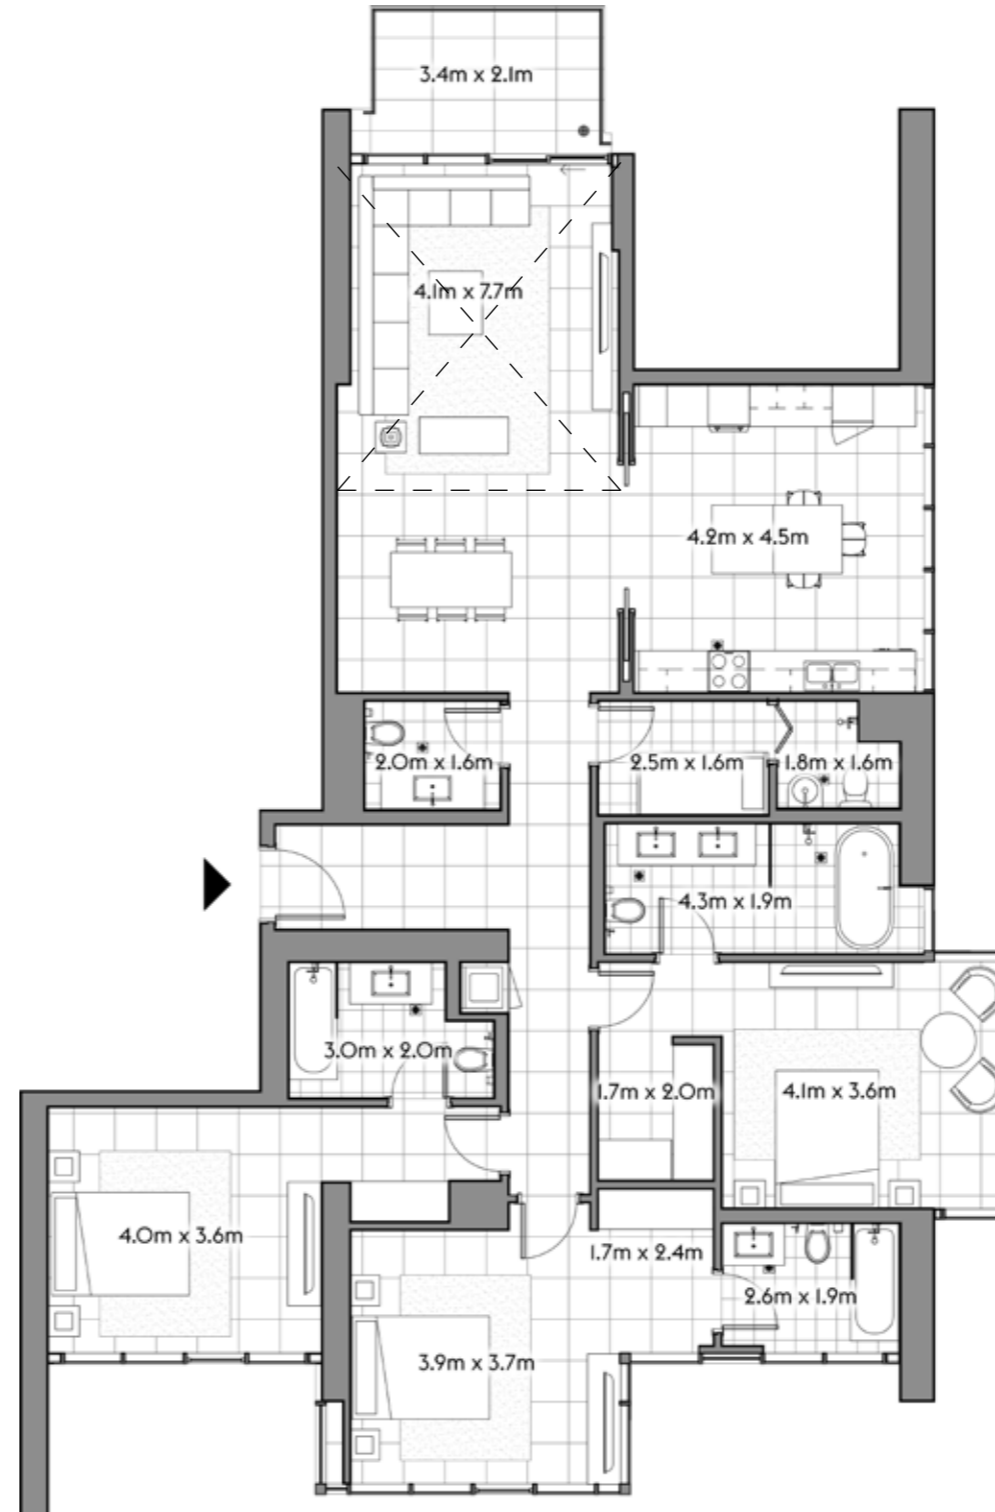 3.4m x 2.1m
4.1m x 7.7m
4.2m x 4.5m
2.0m x 1.6m
2.5m x 1.6m
1.8m x 1.6m
4.3m x 1.9m
3.0m x 2.0m
1.7m x 2.0m
4.1m x 3.6m
4.0m x 3.6m
1.7m x 2.4m
2.6m x 1.9m
3.9m x 3.7m